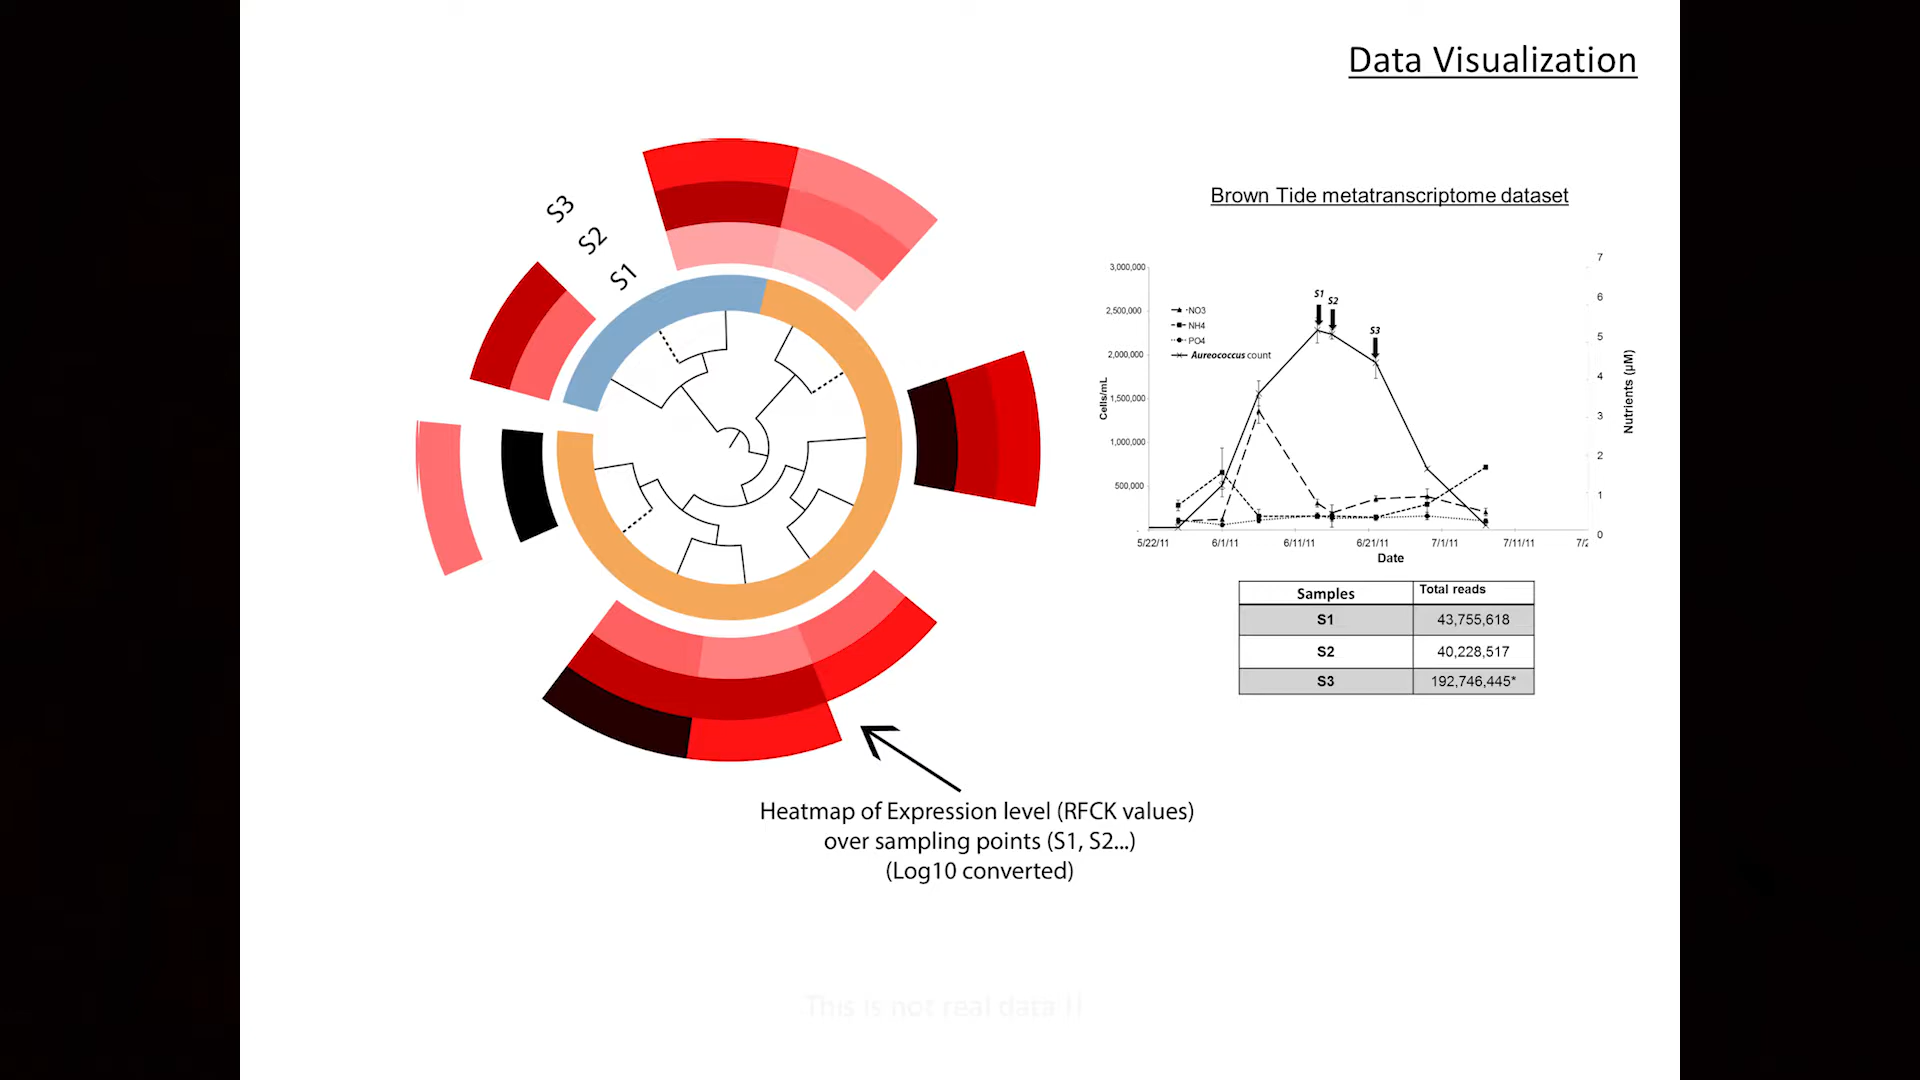 Data Visualization
S3
S2
S1
Brown Tide metatranscriptome dataset
3,000,000
2,500,000
2,000,000
1,500,000
1,000,000
500,000
-
Cells/mL
NO3
NH4
PO4
Aureococcus count
S1
S2
S3
7
6
5
4
3
2
1
0
Nutrients (µM)
5/22/11
6/1/11
6/11/11
6/21/11
7/1/11
7/11/11
7/2
Date
Samples Total reads
S1 43,755,618
S2 40,228,517
S3 192,746,445*
Heatmap of Expression level (RFCK values)
over sampling points (S1, S2...)
(Log10 converted)
This is not real data !!